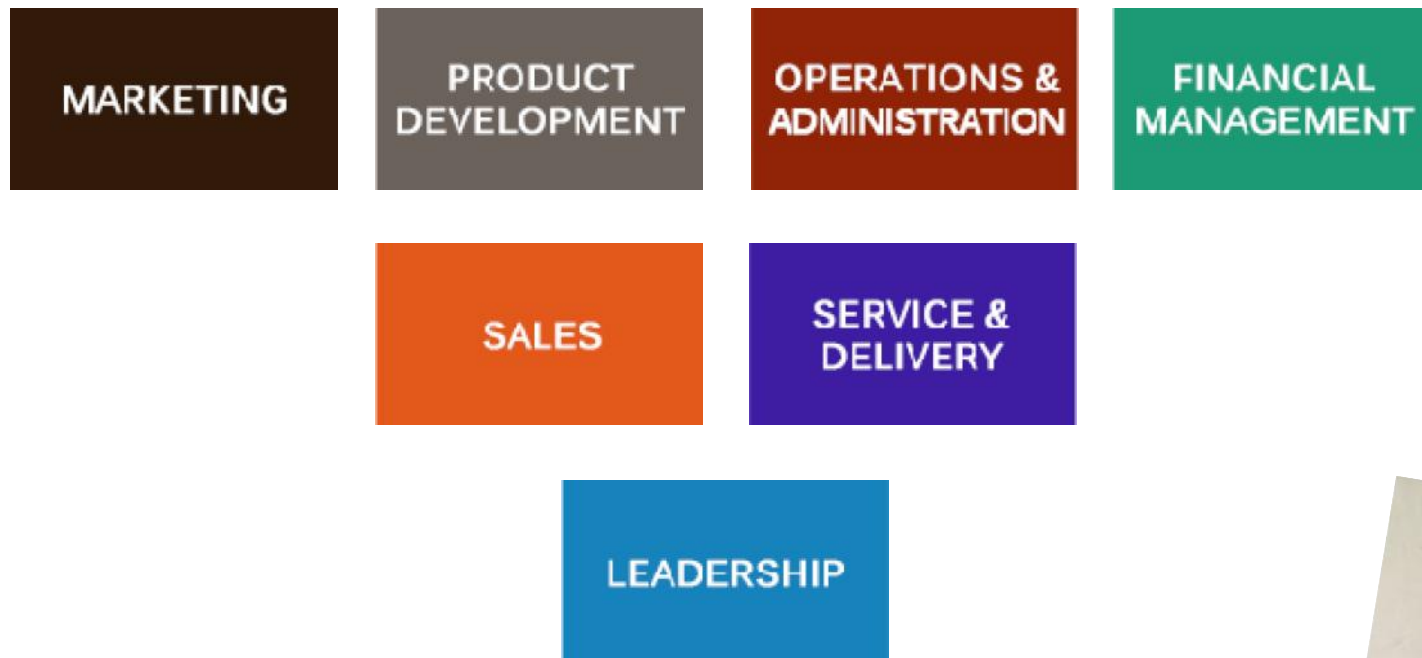 MARKETING
PRODUCT
DEVELOPMENT
OPERATIONS &
ADMINISTRATION
FINANCIAL
MANAGEMENT
SALES
SERVICE &
DELIVERY
LEADERSHIP